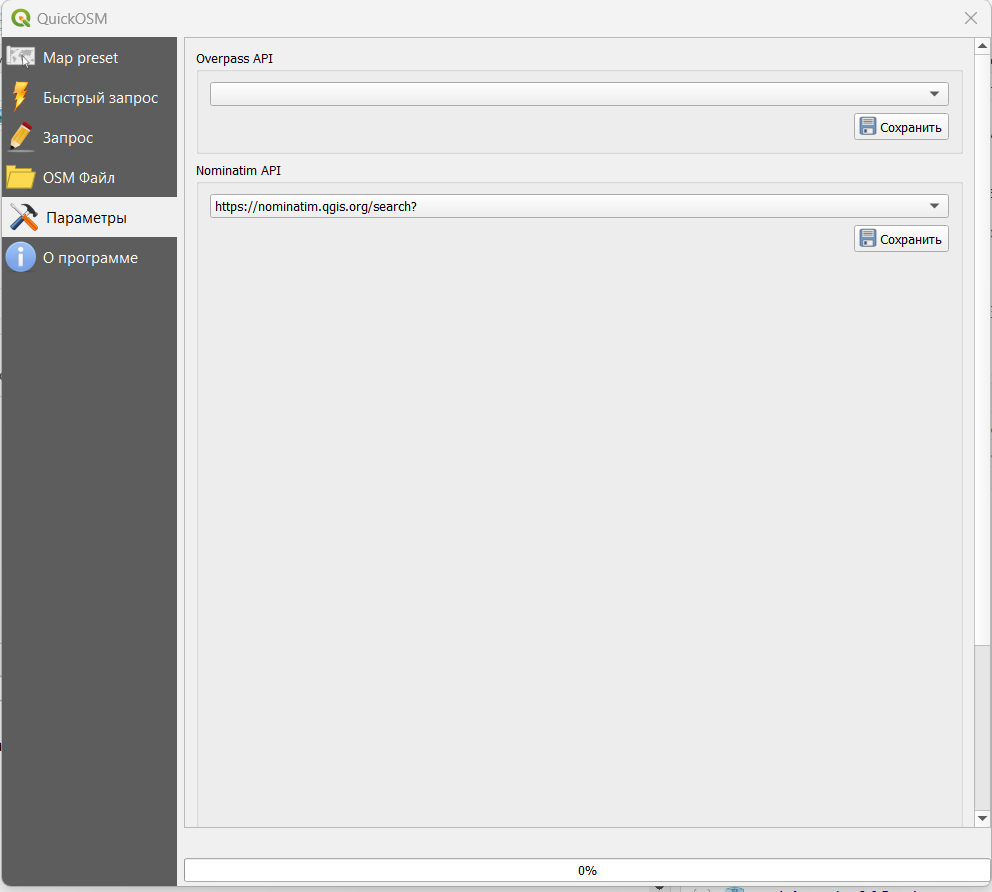 QuickOSM
Map preset
Быстрый запрос
Запрос
OSM Файл
Параметры
О программе
Overpass API
Сохранить
Nominatim API
https://nominatim.qgis.org/search?
Сохранить
0%